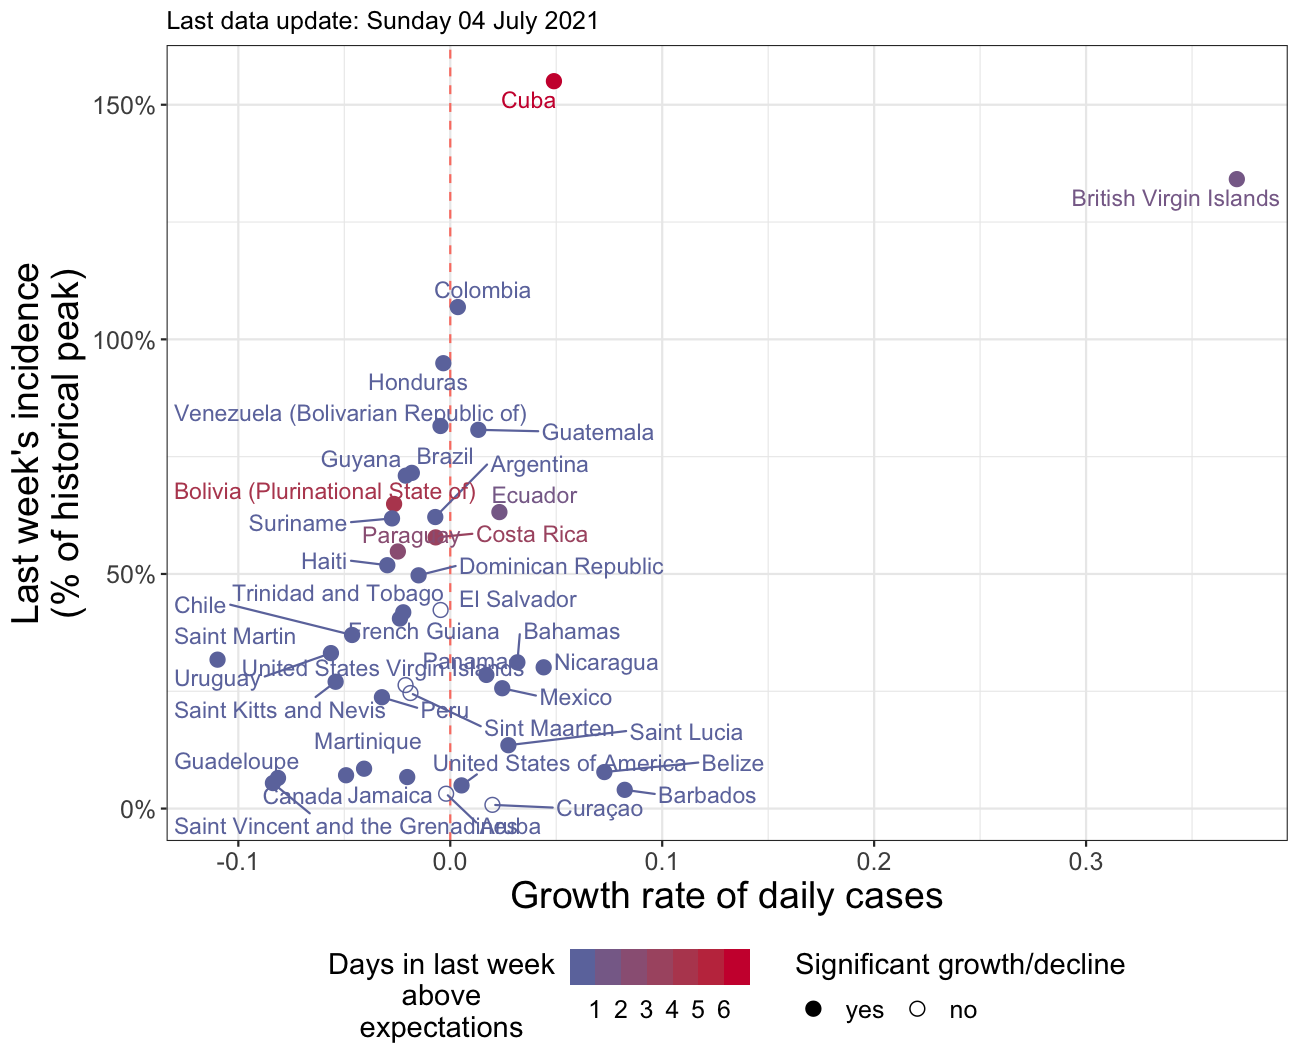 Last data update: Sunday 04 July 2021
Last week's incidence
(% of historical peak)
150%
100%
50%
0%
Cuba
British Virgin Islands
Colombia
Honduras
Venezuela (Bolivarian Republic of)
Guatemala
Guyana
Brazil
Argentina
Bolivia (Plurinational State of)
Ecuador
Suriname
Paraguay
Costa Rica
Haiti
Dominican Republic
Trinidad and Tobago
El Salvador
Chile
French Guiana
Bahamas
Saint Martin
Panama
Nicaragua
United States Virgin Islands
Uruguay
Mexico
Saint Kitts and Nevis
Peru
Sint Maarten
Saint Lucia
Martinique
Guadeloupe
United States of America
Belize
Canada
Jamaica
Barbados
Curaçao
Saint Vincent and the Grenadines
Aruba
-0.1
0.0
0.1
0.2
0.3
Growth rate of daily cases
Days in last week
above
expectations
1 2 3 4 5 6
Significant growth/decline
yes
no